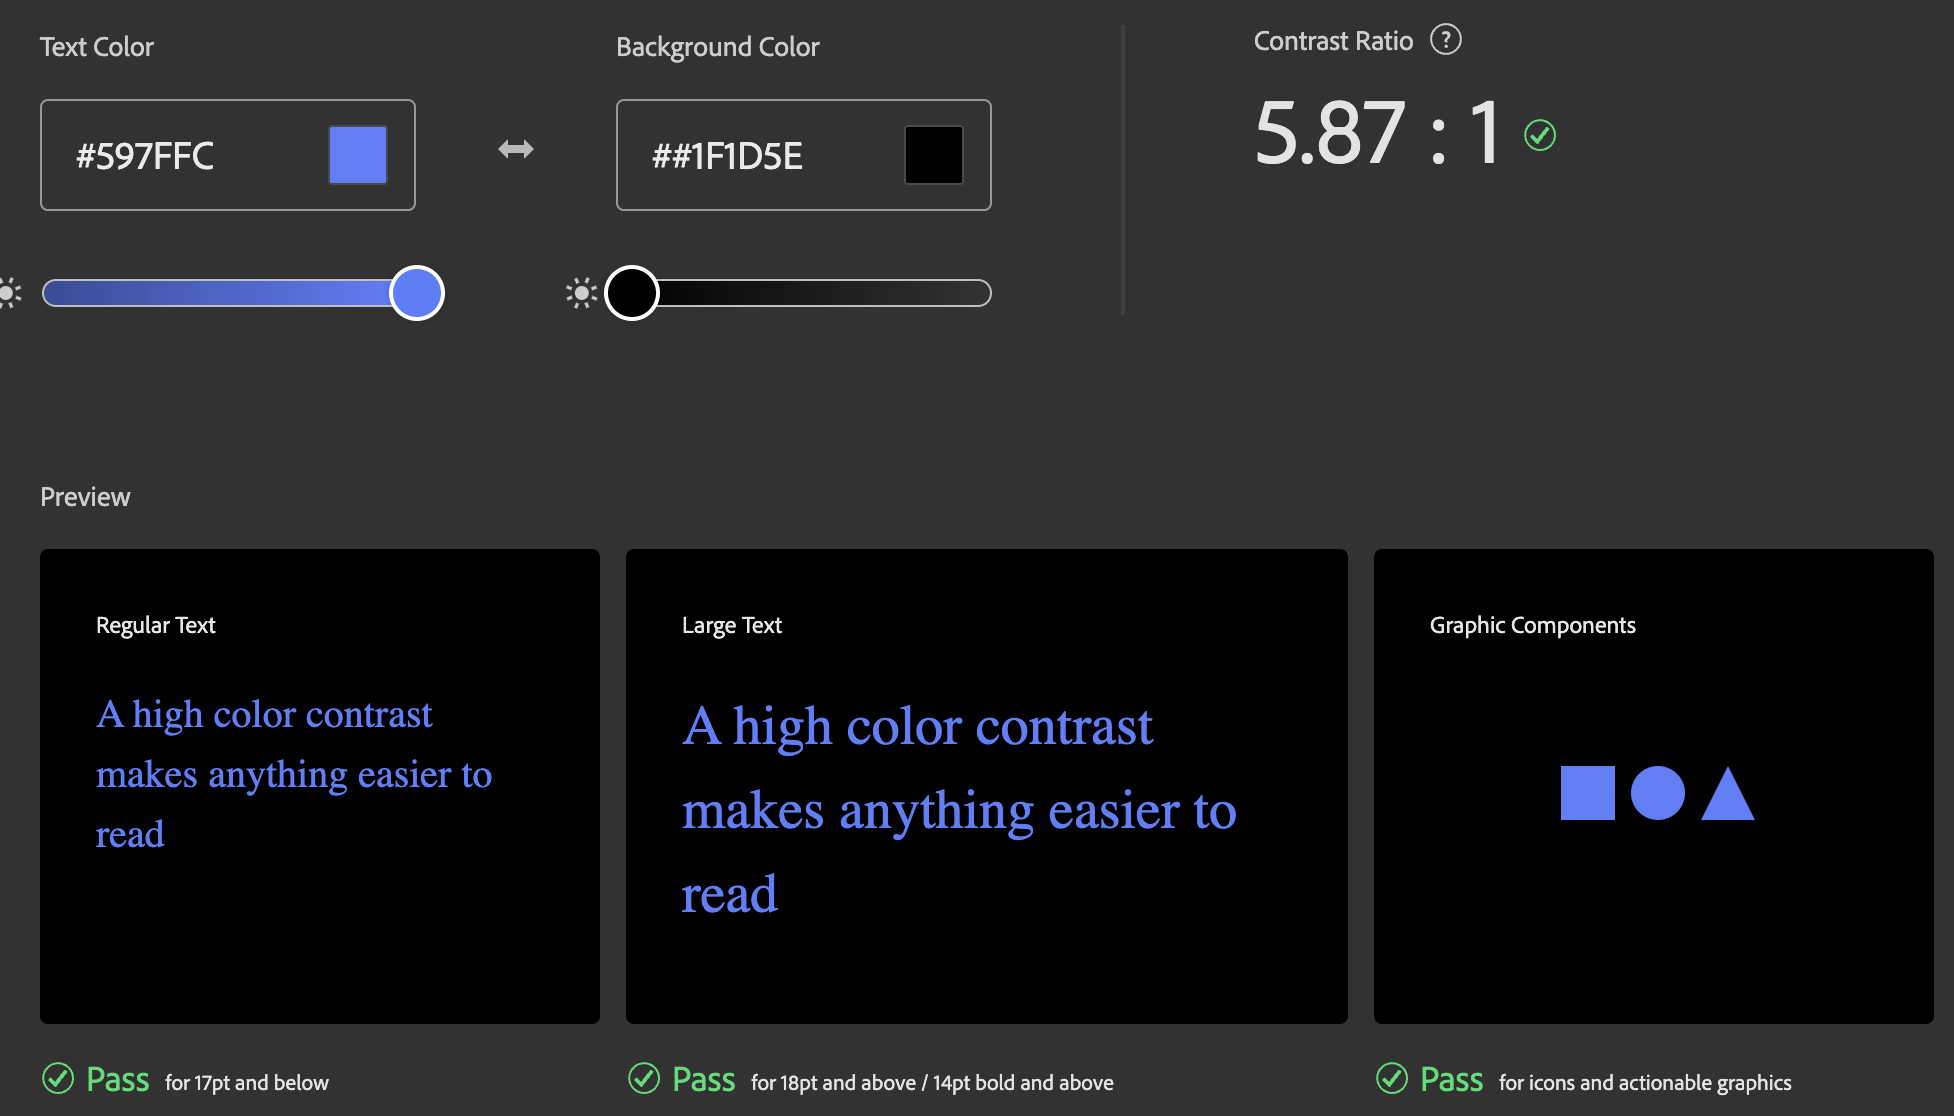 Text Color
Background Color
Contrast Ratio ?
#597FFC
##1F1D5E
5.87 : 1
Preview
Regular Text
A high color contrast
makes anything easier to
read
Large Text
A high color contrast
makes anything easier to
read
Graphic Components
Pass for 17pt and below
Pass for 18pt and above / 14pt bold and above
Pass for icons and actionable graphics